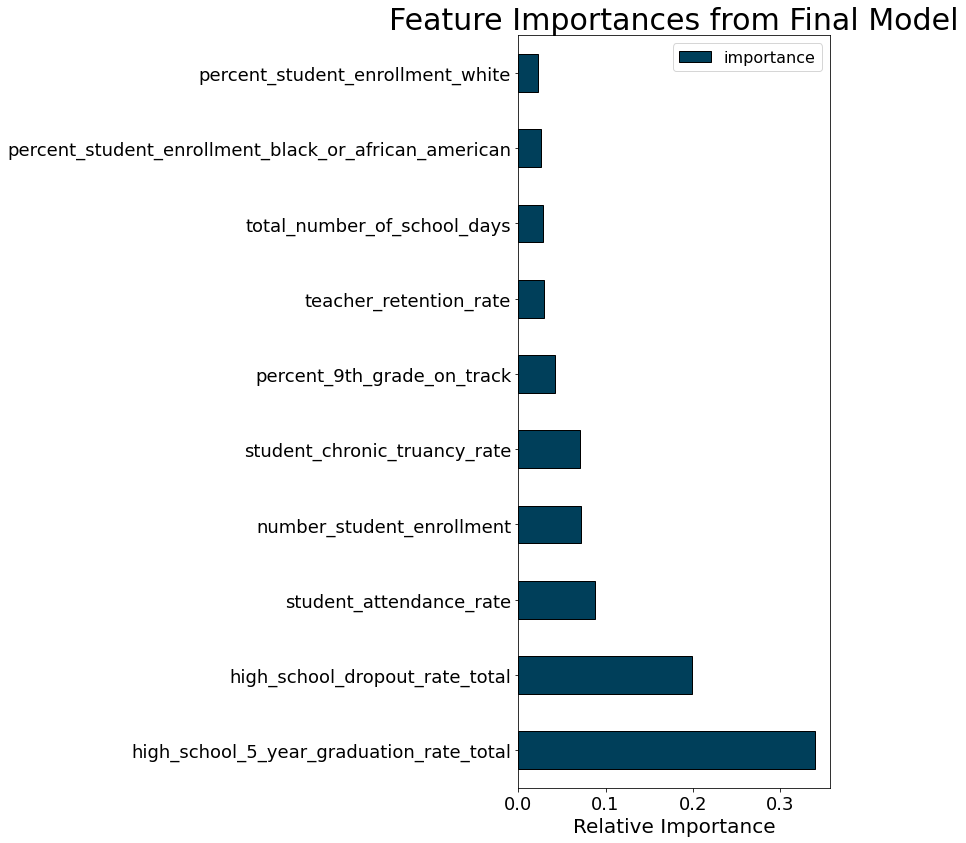 Feature Importances from Final Model
importance
percent_student_enrollment_white
percent_student_enrollment_black_or_african_american
total_number_of_school_days
teacher_retention_rate
percent_9th_grade_on_track
student_chronic_truancy_rate
number_student_enrollment
student_attendance_rate
high_school_dropout_rate_total
high_school_5_year_graduation_rate_total
0.0 0.1 0.2 0.3
Relative Importance